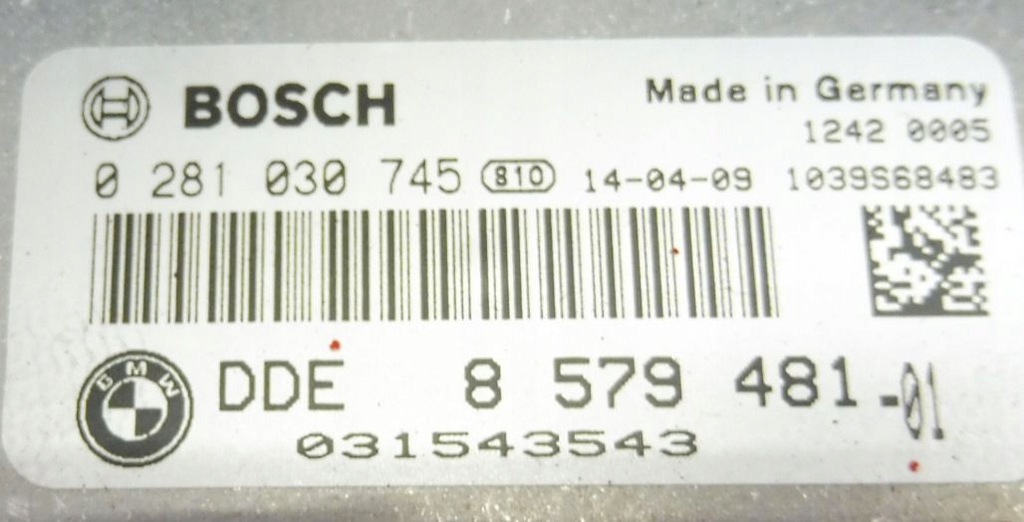 BOSCH
Made in Germany
1242 0005
0 281 030 745 810 14-04-09 1039S68483
BMW
DDE 8 579 481-01
031543543